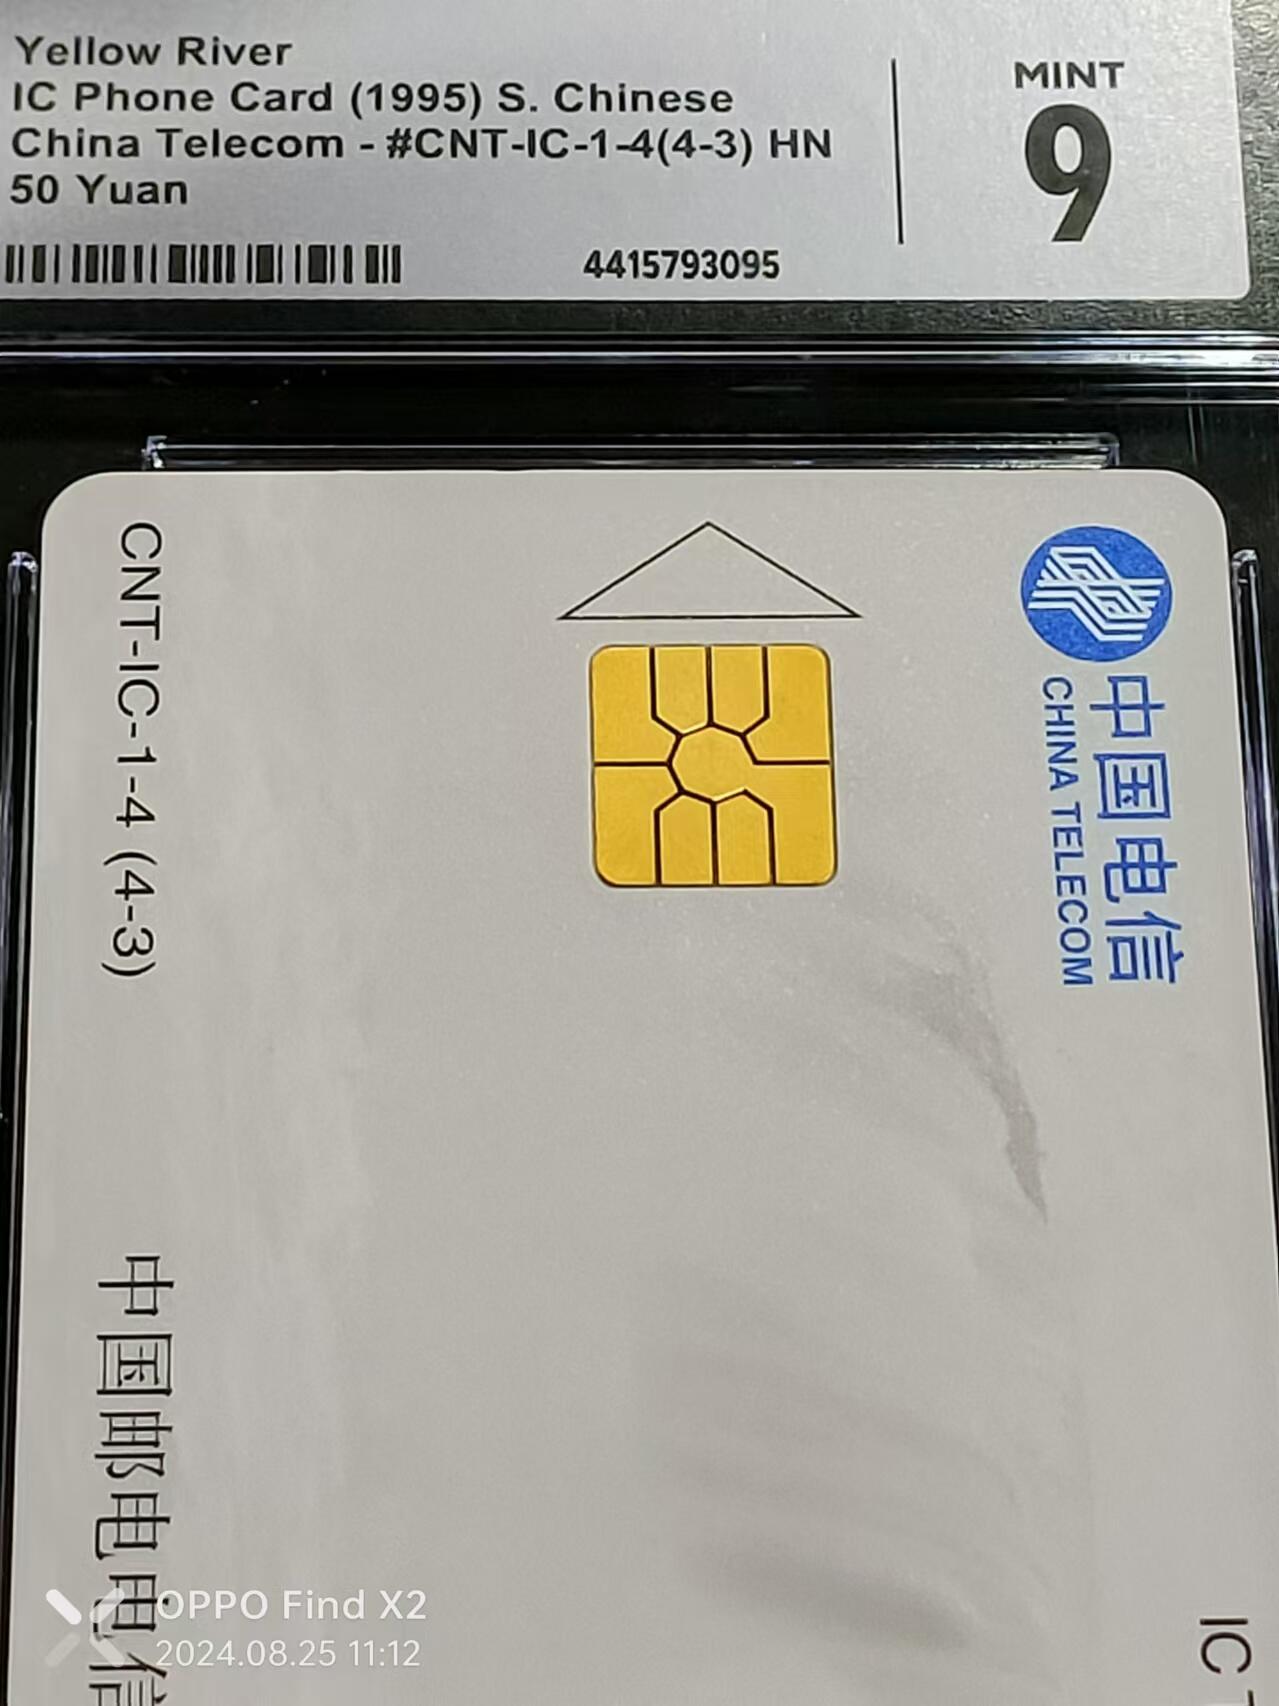 Yellow River
IC Phone Card (1995) S. Chinese
China Telecom - #CNT-IC-1-4(4-3) HN
50 Yuan
4415793095
MINT
9
中国电信
CHINA TELECOM
CNT-IC-1-4 (4-3)
中国邮电电信
IC
OPPO Find X2
2024.08.25 11:12